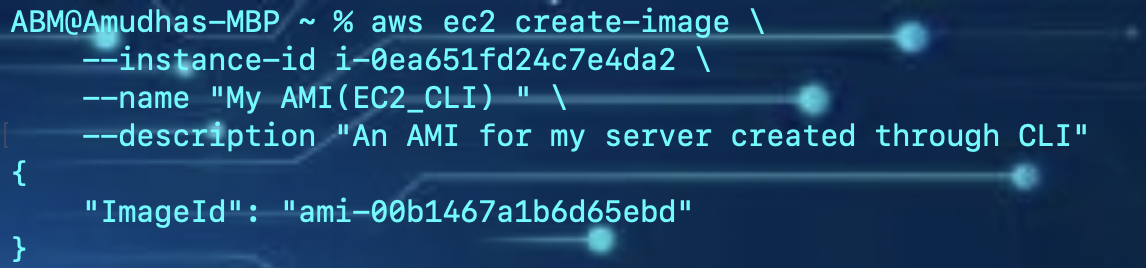 ABM@Amudhas-MBP ~ % aws ec2 create-image \
    --instance-id i-0ea651fd24c7e4da2 \
    --name "My AMI(EC2_CLI) " \
    --description "An AMI for my server created through CLI"
{
    "ImageId": "ami-00b1467a1b6d65ebd"
}